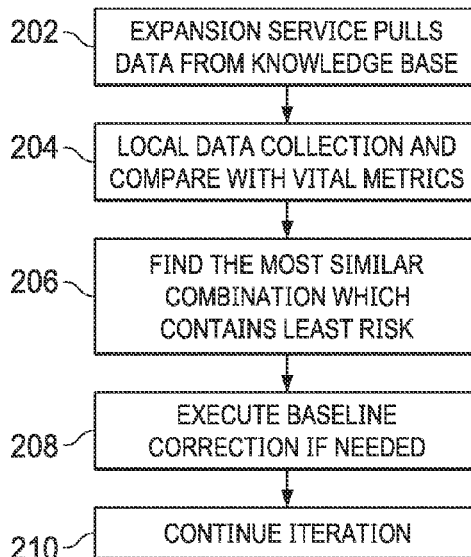 202
EXPANSION SERVICE PULLS
DATA FROM KNOWLEDGE BASE
204
LOCAL DATA COLLECTION AND
COMPARE WITH VITAL METRICS
206
FIND THE MOST SIMILAR
COMBINATION WHICH
CONTAINS LEAST RISK
208
EXECUTE BASELINE
CORRECTION IF NEEDED
210
CONTINUE ITERATION